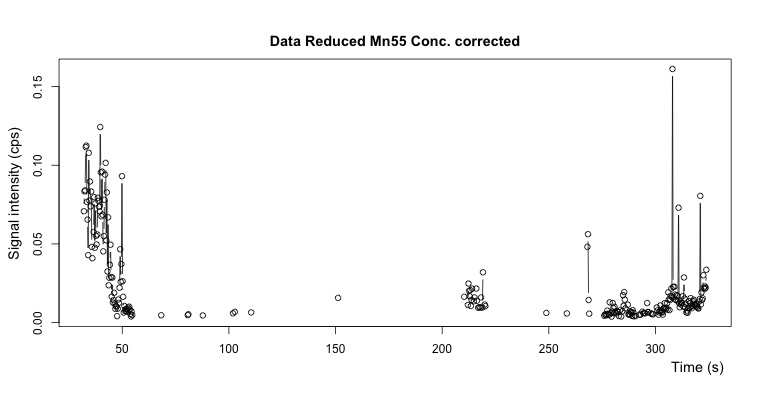 Data Reduced Mn55 Conc. corrected
Signal intensity (cps)
0.15
0.10
0.05
0.00
50 100 150 200 250 300
Time (s)